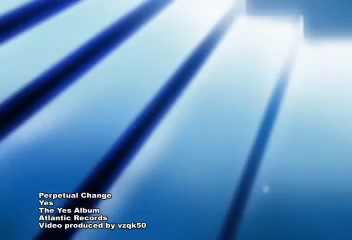 Perpetual Change
Yes
The Yes Album
Atlantic Records
Video produced by vzqk50